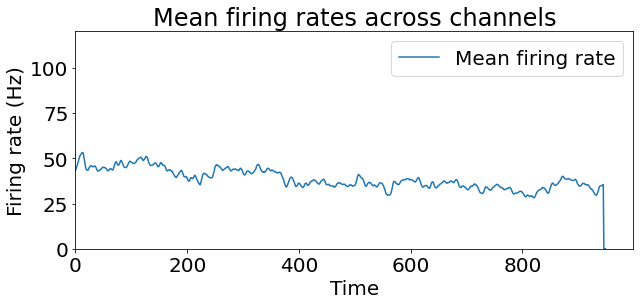 Mean firing rates across channels
Mean firing rate
Firing rate (Hz)
100
75
50
25
0
0 200 400 600 800
Time